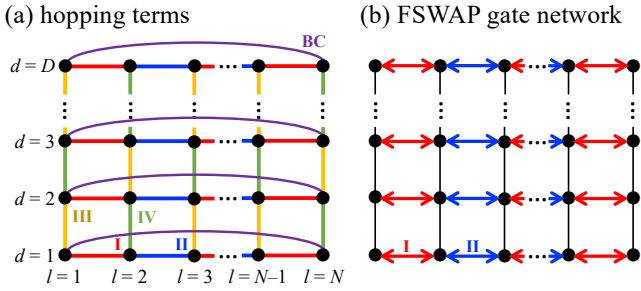 (a) hopping terms
(b) FSWAP gate network
BC
d = D
d = 3
d = 2
III
IV
I
II
I
II
d = 1
l = 1
l = 2
l = 3
l = N–1
l = N